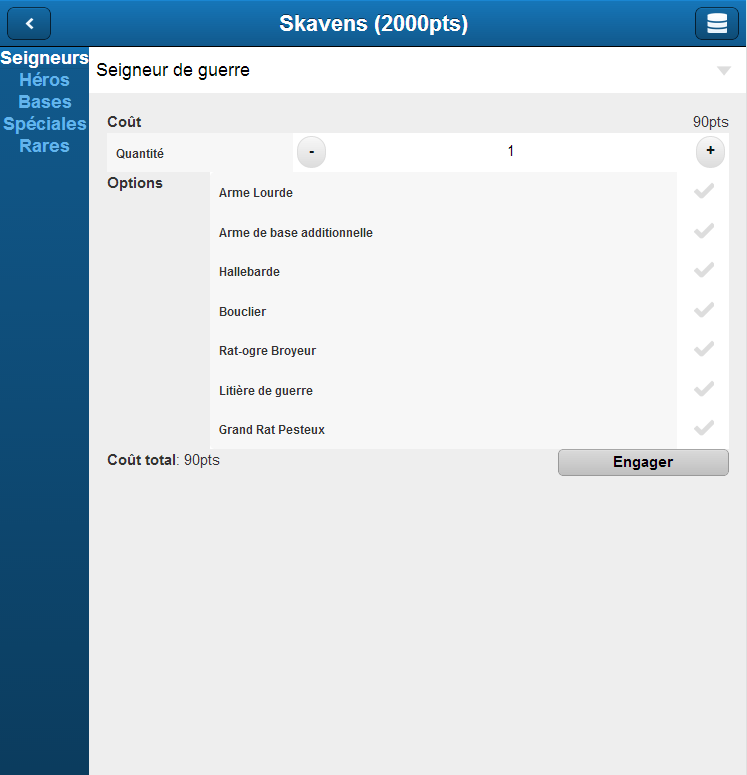 Skavens (2000pts)
Seigneurs
Héros
Bases
Spéciales
Rares
Seigneur de guerre
Coût 90pts
Quantité - 1 +
Options
Arme Lourde
Arme de base additionnelle
Hallebarde
Bouclier
Rat-ogre Broyeur
Litière de guerre
Grand Rat Pesteux
Coût total: 90pts
Engager